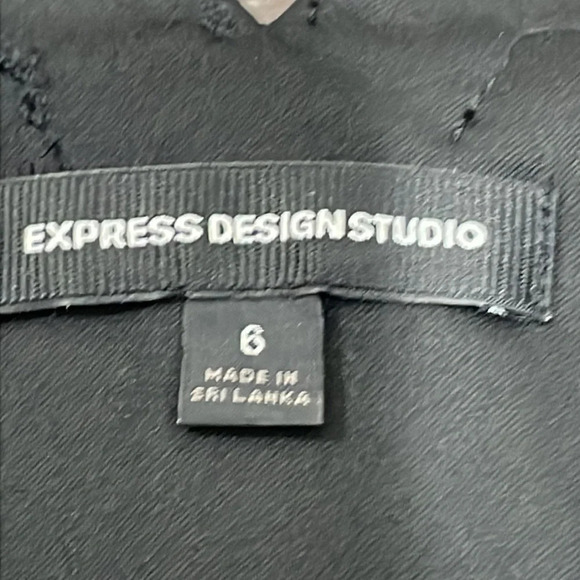 EXPRESS DESIGN STUDIO
6
MADE IN
SRI LANKA